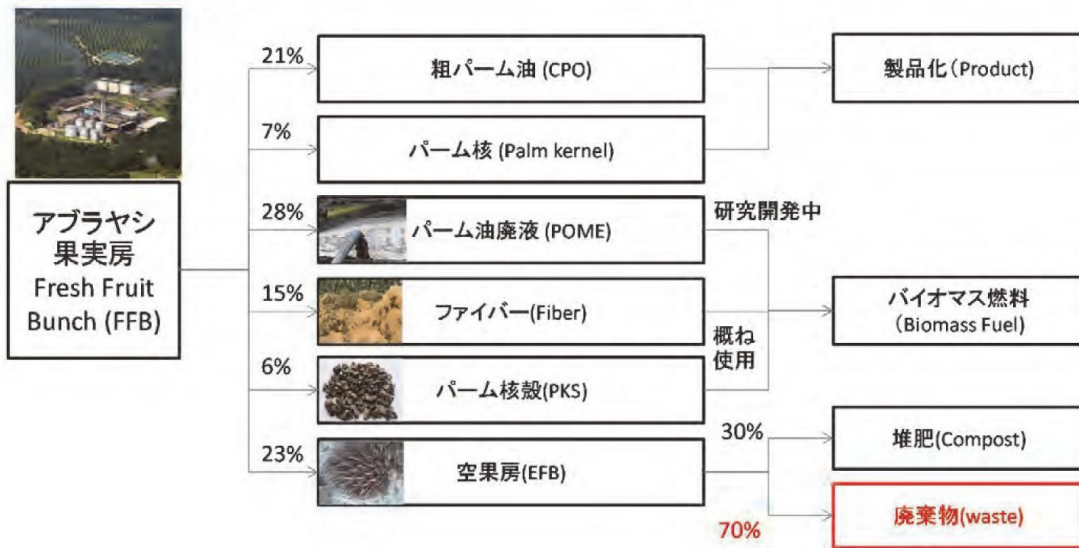 21%
粗パーム油 (CPO)
製品化(Product)
7%
パーム核 (Palm kernel)
アブラヤシ
果実房
Fresh Fruit
Bunch (FFB)
28%
パーム油廃液 (POME)
研究開発中
15%
ファイバー(Fiber)
バイオマス燃料
(Biomass Fuel)
概ね
使用
6%
パーム核殻(PKS)
23%
空果房(EFB)
30%
堆肥(Compost)
70%
廃棄物(waste)